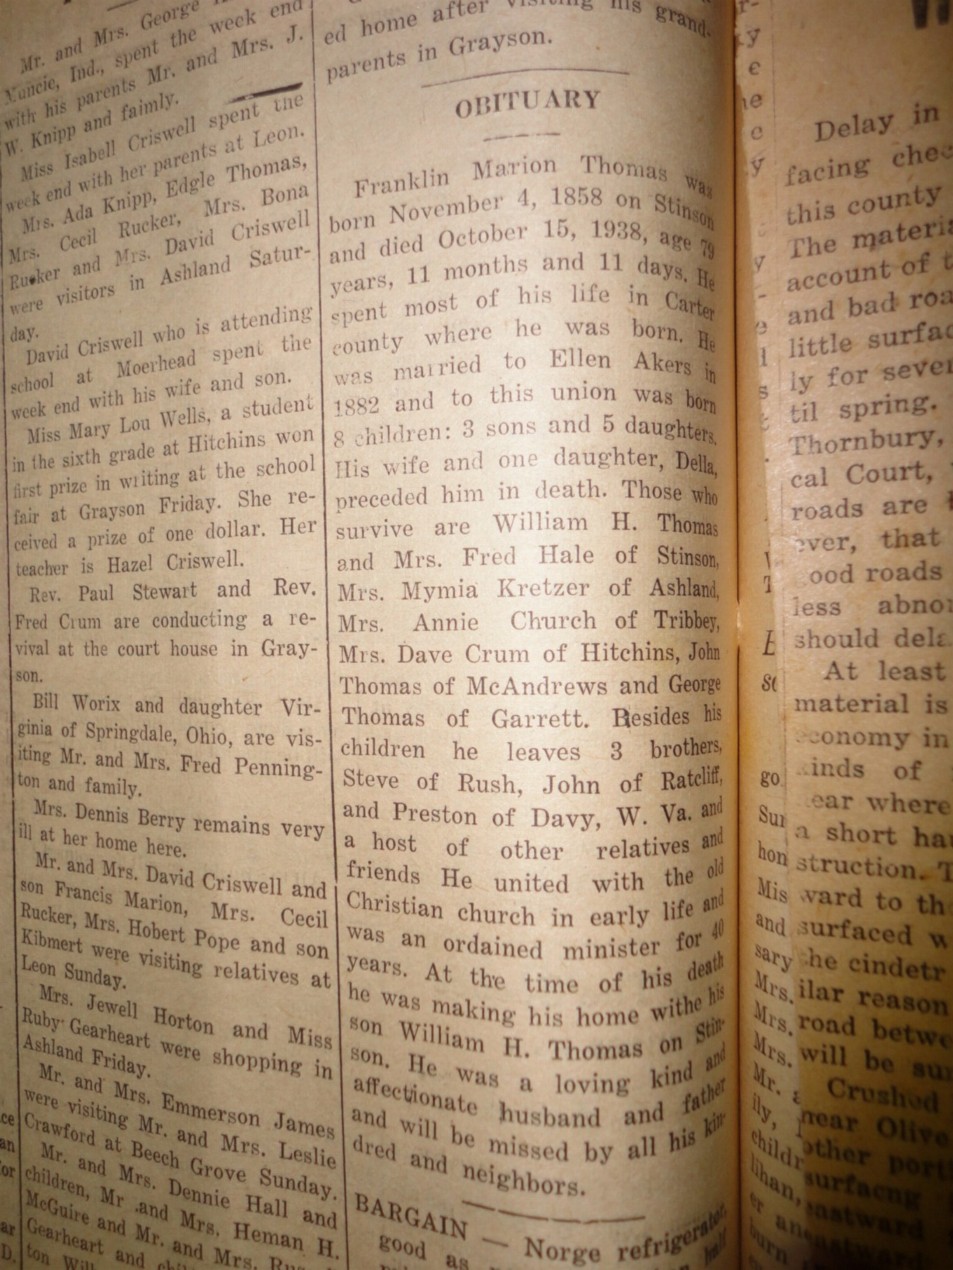 Mr. and Mrs. George
Muncie, Ind., spent the week end
with his parents Mr. and Mrs. J.
W. Knipp and faimly.
Miss Isabell Criswell spent the
week end with her parents at Leon.
Mrs. Ada Knipp, Edgle Thomas,
Mrs. Cecil Rucker, Mrs. Bona
Rucker and Mrs. David Criswell
were visitors in Ashland Satur-
day.
David Criswell who is attending
school at Moerhead spent the
week end with his wife and son.
Miss Mary Lou Wells, a student
in the sixth grade at Hitchins won
first prize in writing at the school
fair at Grayson Friday. She re-
ceived a prize of one dollar. Her
teacher is Hazel Criswell.
Rev. Paul Stewart and Rev.
Fred Crum are conducting a re-
vival at the court house in Gray-
son.
Bill Worix and daughter Vir-
ginia of Springdale, Ohio, are vis-
iting Mr. and Mrs. Fred Penning-
ton and family.
Mrs. Dennis Berry remains very
ill at her home here.
Mr. and Mrs. David Criswell and
son Francis Marion, Mrs. Cecil
Rucker, Mrs. Hobert Pope and son
Kibmert were visiting relatives at
Leon Sunday.
Mrs. Jewell Horton and Miss
Ruby Gearheart were shopping in
Ashland Friday.
Mr. and Mrs. Emmerson James
were visiting Mr. and Mrs. Leslie
Crawford at Beech Grove Sunday.
Mr. and Mrs. Dennie Hall and
children, Mr .and Mrs. Heman H.
McGuire and Mr. and Mrs.
Gearheart and
ton
ed home after visiting his grand-
parents in Grayson.
OBITUARY
Franklin Marion Thomas was
born November 4, 1858 on Stinson
and died October 15, 1938, age 79
years, 11 months and 11 days. He
spent most of his life in Carter
county where he was born. He
was married to Ellen Akers in
1882 and to this union was born
8 children: 3 sons and 5 daughters.
His wife and one daughter, Della,
preceded him in death. Those who
survive are William H. Thomas
and Mrs. Fred Hale of Stinson,
Mrs. Mymia Kretzer of Ashland,
Mrs. Annie Church of Tribbey,
Mrs. Dave Crum of Hitchins, John
Thomas of McAndrews and George
Thomas of Garrett. Besides his
children he leaves 3 brothers,
Steve of Rush, John of Ratcliff,
and Preston of Davy, W. Va. and
a host of other relatives and
friends He united with the old
Christian church in early life and
was an ordained minister for 40
years. At the time of his death
he was making his home withe his
son William H. Thomas on Stin-
son. He was a loving kind and
affectionate husband and father
and will be missed by all his kin-
dred and neighbors.
BARGAIN — Norge refrigerator,
good as half
Delay in
facing
this county
The
account of
and bad
little
ly for
til spring.
Thornbury,
cal Court,
roads are
ever, that
ood roads
less
should
At least
material is
conomy in
inds of
ear where
a short
struction.
ward to
surfaced
the
ilar reason
road
will be
Crushed
near Olive
other
surfacng
eastward